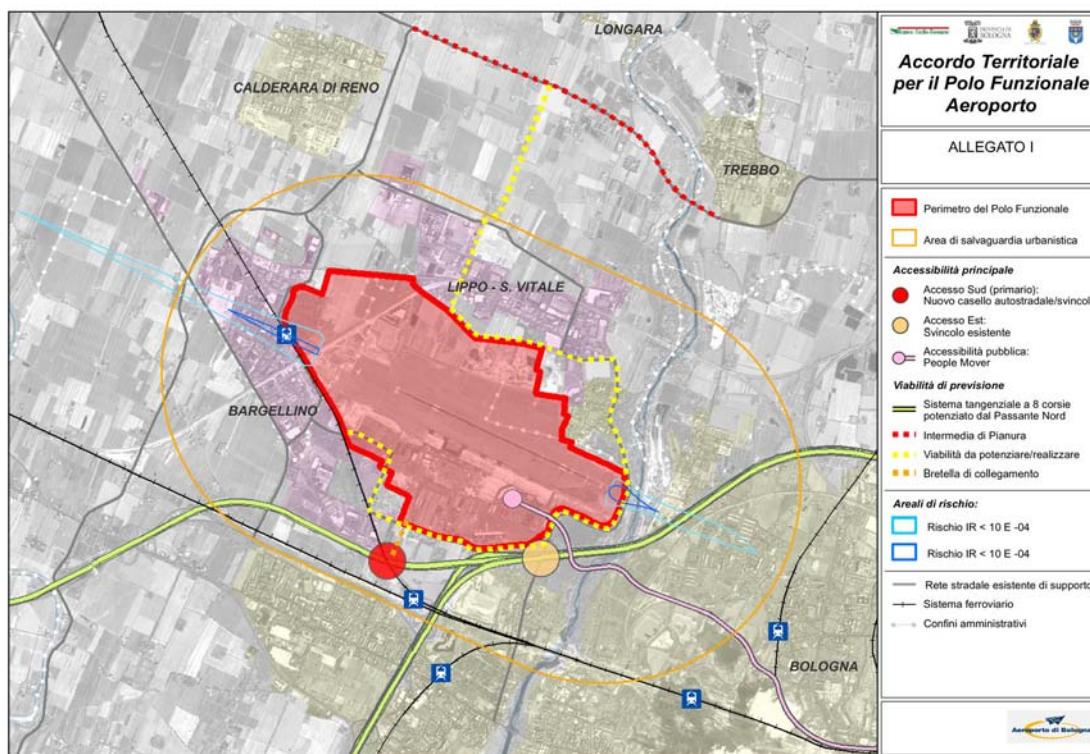 LONGARA
CALDERARA DI RENO
TREBBO
LIPPO - S. VITALE
BARGELLINO
BOLOGNA
PROVINCIA DI
BOLOGNA
Accordo Territoriale
per il Polo Funzionale
Aeroporto
ALLEGATO I
Perimetro del Polo Funzionale
Area di salvaguardia urbanistica
Accessibilità principale
Accesso Sud (primario):
Nuovo casello autostradale/svincol
Accesso Est:
Svincolo esistente
Accessibilità pubblica:
People Mover
Viabilità di previsione
Sistema tangenziale a 8 corsie
potenziato dal Passante Nord
Intermedia di Pianura
Viabilità da potenziare/realizzare
Bretella di collegamento
Areali di rischio:
Rischio IR < 10 E -04
Rischio IR < 10 E -04
Rete stradale esistente di supporto
Sistema ferroviario
Confini amministrativi
Aeroporto di Bologna